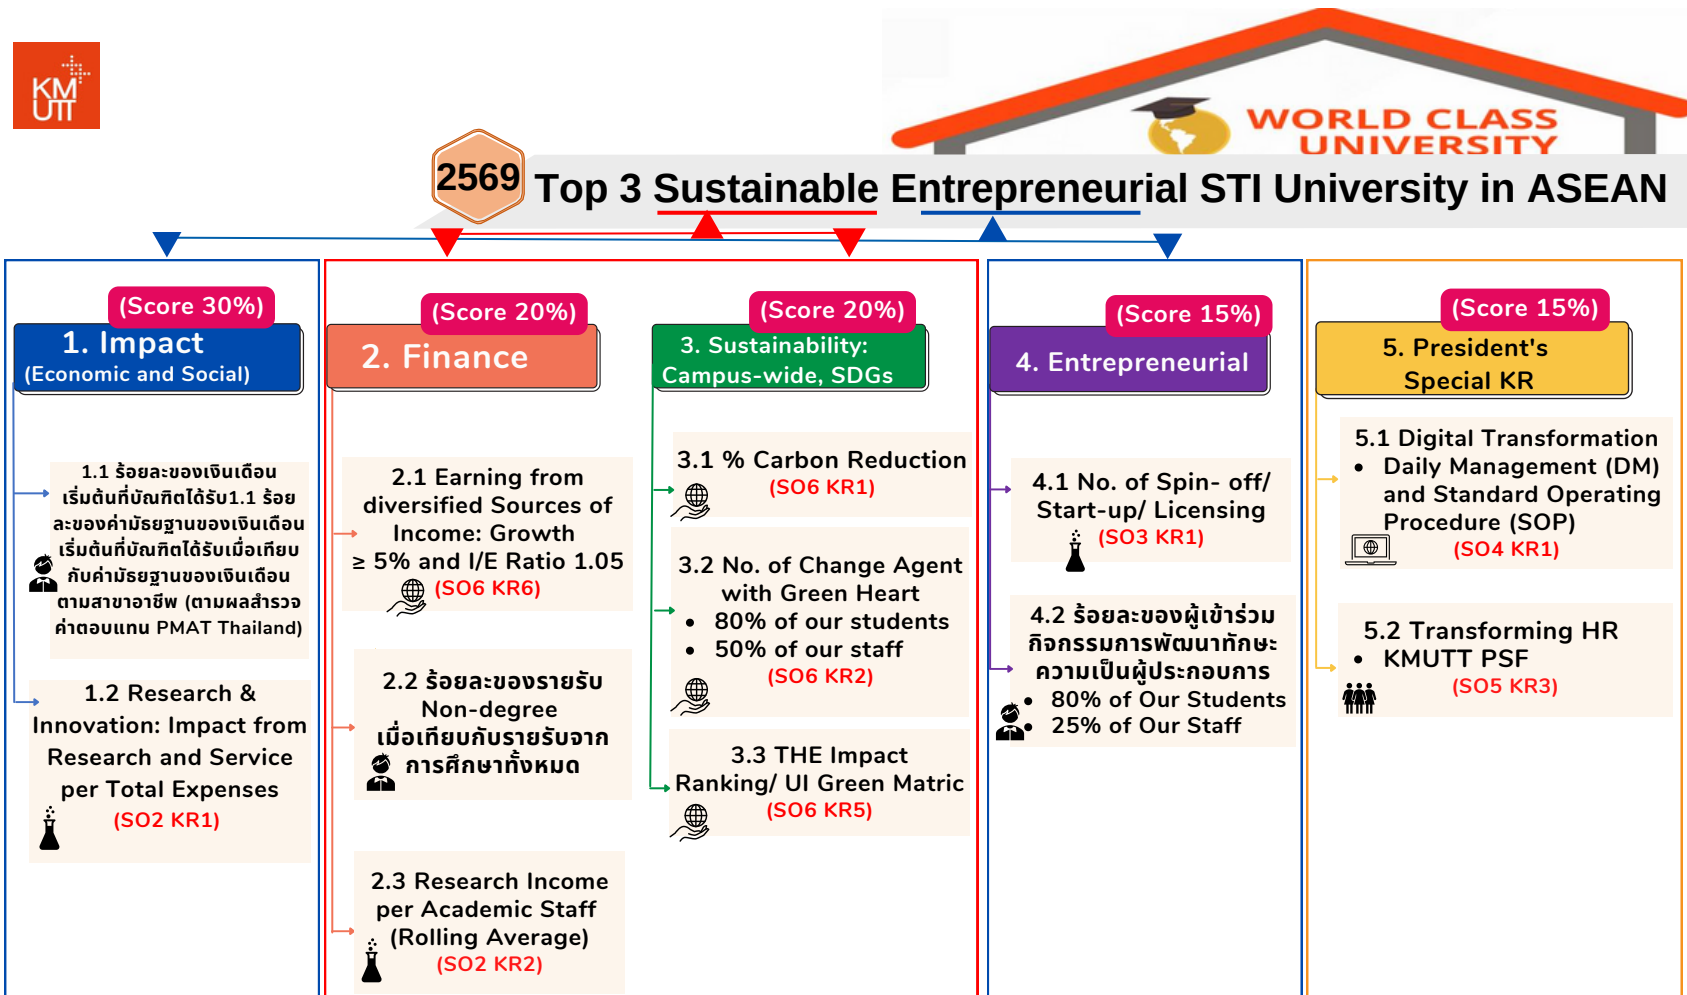 KM
UTT
WORLD CLASS
UNIVERSITY
2569
Top 3 Sustainable Entrepreneurial STI University in ASEAN
(Score 30%)
1. Impact
(Economic and Social)
1.1 ร้อยละของเงินเดือน
เริ่มต้นที่บัณฑิตได้รับ1.1 ร้อย
ละของค่ามัธยฐานของเงินเดือน
เริ่มต้นที่บัณฑิตได้รับเมื่อเทียบ
กับค่ามัธยฐานของเงินเดือน
ตามสาขาอาชีพ (ตามผลสำรวจ
ค่าตอบแทน PMAT Thailand)
1.2 Research &
Innovation: Impact from
Research and Service
per Total Expenses
(SO2 KR1)
(Score 20%)
2. Finance
2.1 Earning from
diversified Sources of
Income: Growth
≥ 5% and I/E Ratio 1.05
(SO6 KR6)
2.2 ร้อยละของรายรับ
Non-degree
เมื่อเทียบกับรายรับจาก
การศึกษาทั้งหมด
2.3 Research Income
per Academic Staff
(Rolling Average)
(SO2 KR2)
(Score 20%)
3. Sustainability:
Campus-wide, SDGs
3.1 % Carbon Reduction
(SO6 KR1)
3.2 No. of Change Agent
with Green Heart
• 80% of our students
• 50% of our staff
(SO6 KR2)
3.3 THE Impact
Ranking/ UI Green Matric
(SO6 KR5)
(Score 15%)
4. Entrepreneurial
4.1 No. of Spin- off/
Start-up/ Licensing
(SO3 KR1)
4.2 ร้อยละของผู้เข้าร่วม
กิจกรรมการพัฒนาทักษะ
ความเป็นผู้ประกอบการ
• 80% of Our Students
• 25% of Our Staff
(Score 15%)
5. President's
Special KR
5.1 Digital Transformation
• Daily Management (DM)
and Standard Operating
Procedure (SOP)
(SO4 KR1)
5.2 Transforming HR
• KMUTT PSF
(SO5 KR3)